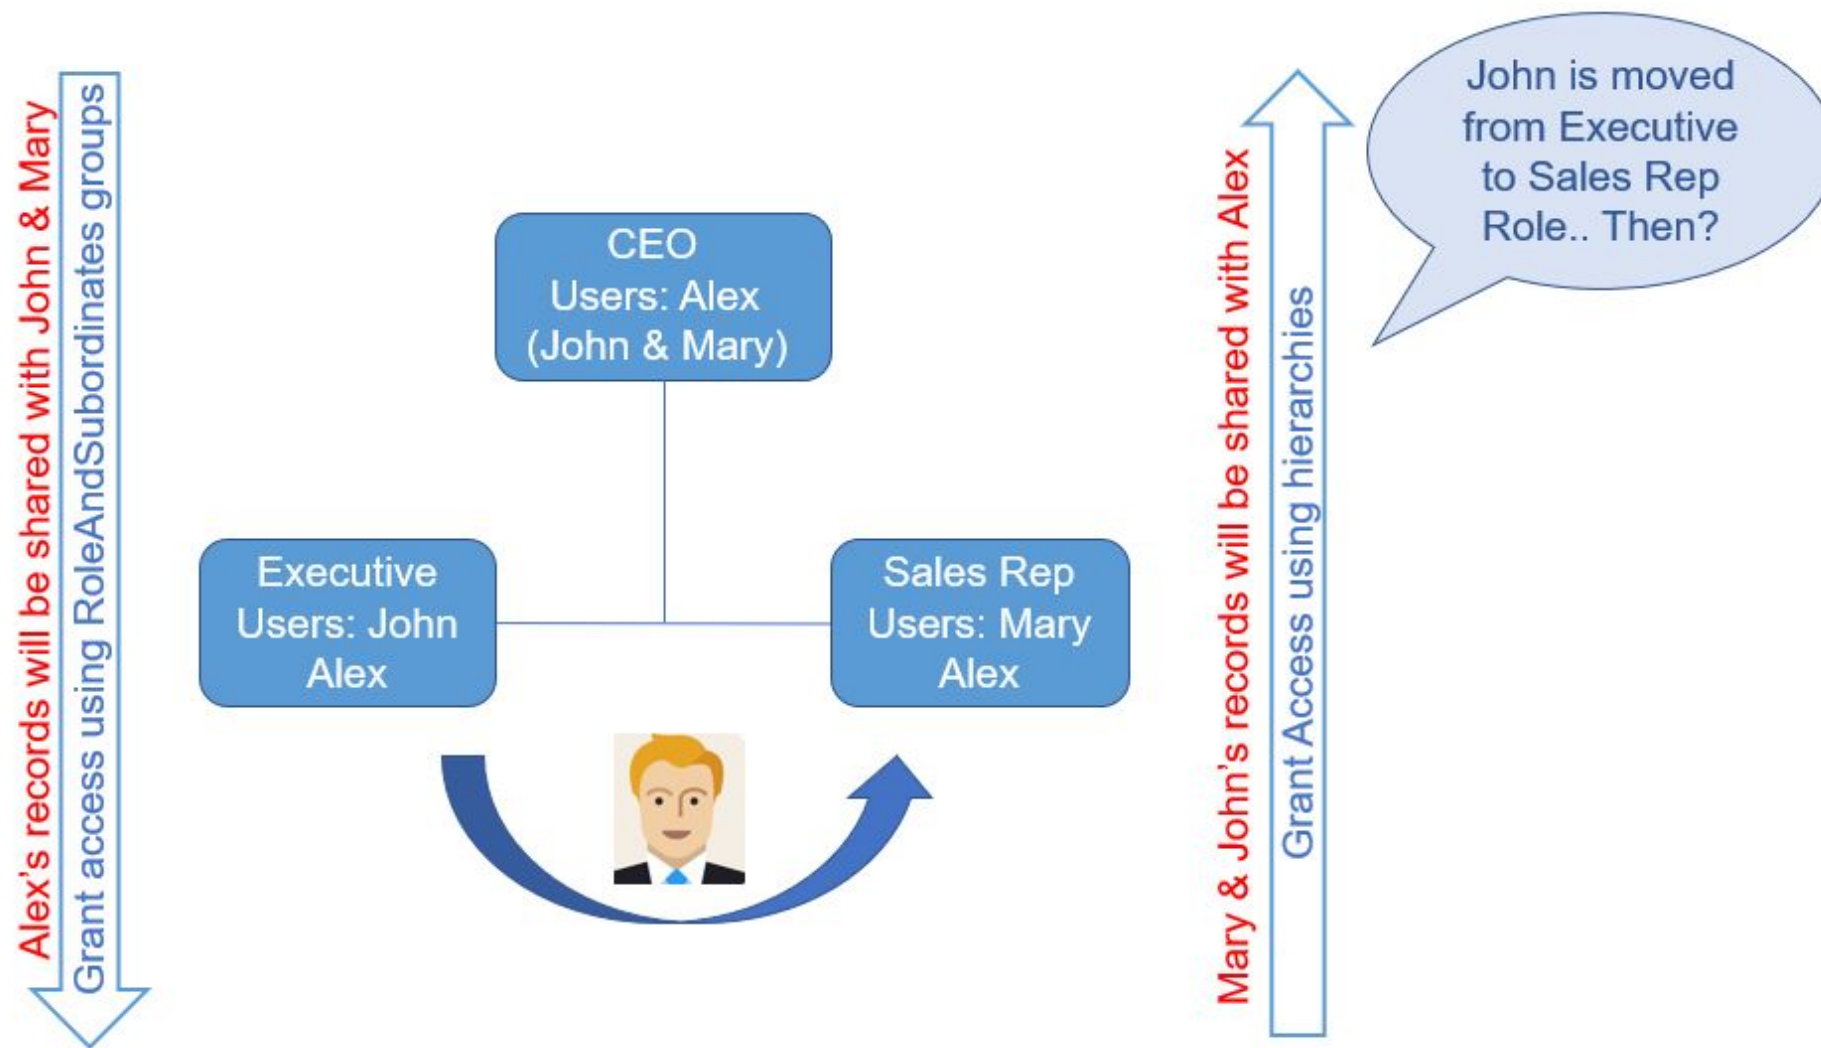 Alex's records will be shared with John & Mary
Grant access using RoleAndSubordinates groups
CEO
Users: Alex
(John & Mary)
Executive
Users: John
Alex
Sales Rep
Users: Mary
Alex
Mary & John's records will be shared with Alex
Grant Access using hierarchies
John is moved
from Executive
to Sales Rep
Role.. Then?